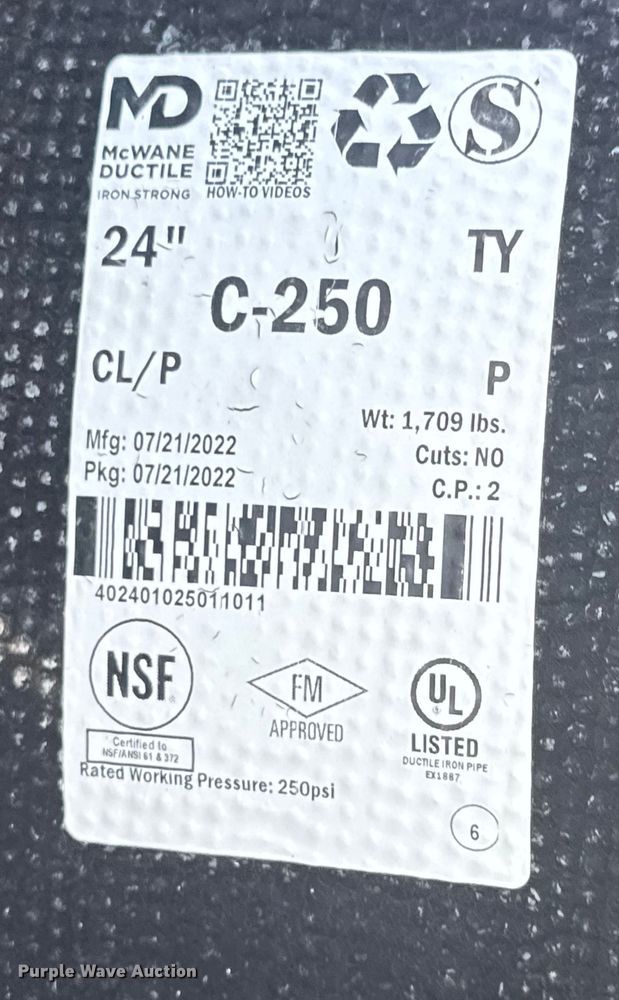 MD
McWANE
DUCTILE
IRON STRONG
HOW-TO VIDEOS
S
24"
TY
C-250
CL/P
P
Wt: 1,709 lbs.
Mfg: 07/21/2022
Cuts: NO
Pkg: 07/21/2022
C.P.: 2
402401025011011
NSF
Certified to
NSF/ANSI 61 & 372
FM
APPROVED
UL
LISTED
DUCTILE IRON PIPE
EX1887
Rated Working Pressure: 250psi
6
Purple Wave Auction